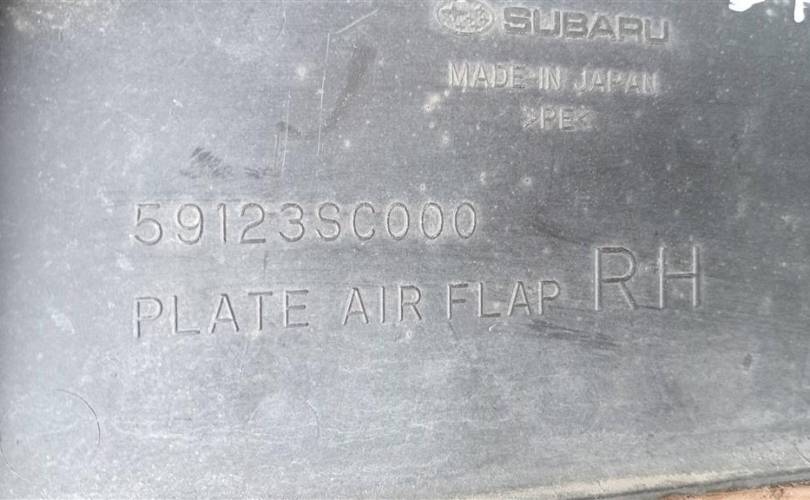 SUBARU
MADE IN JAPAN
>PE<
59123SC000
PLATE AIR FLAP RH